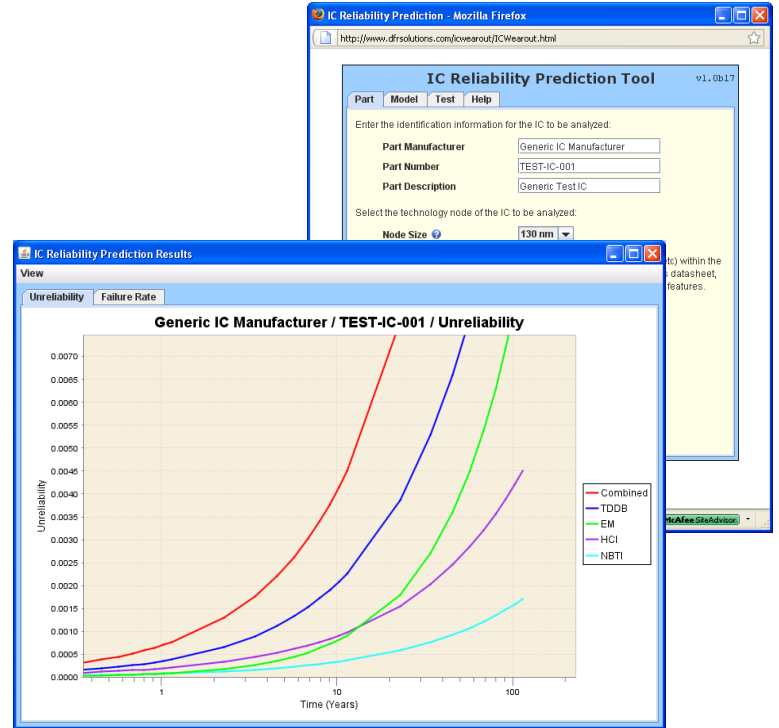 IC Reliability Prediction - Mozilla Firefox
http://www.dfrsolutions.com/icwearout/ICWearout.html
IC Reliability Prediction Tool v1.0b17
Part Model Test Help
Enter the identification information for the IC to be analyzed:
Part Manufacturer Generic IC Manufacturer
Part Number TEST-IC-001
Part Description Generic Test IC
Select the technology node of the IC to be analyzed:
Node Size ? 130 nm
etc) within the
s datasheet,
features.
McAfee SiteAdvisor
IC Reliability Prediction Results
View
Unreliability Failure Rate
Generic IC Manufacturer / TEST-IC-001 / Unreliability
0.0070
0.0065
0.0060
0.0055
0.0050
0.0045
0.0040
0.0035
0.0030
0.0025
0.0020
0.0015
0.0010
0.0005
0.0000
Unreliability
1 10 100
Time (Years)
Combined
TDDB
EM
HCI
NBTI